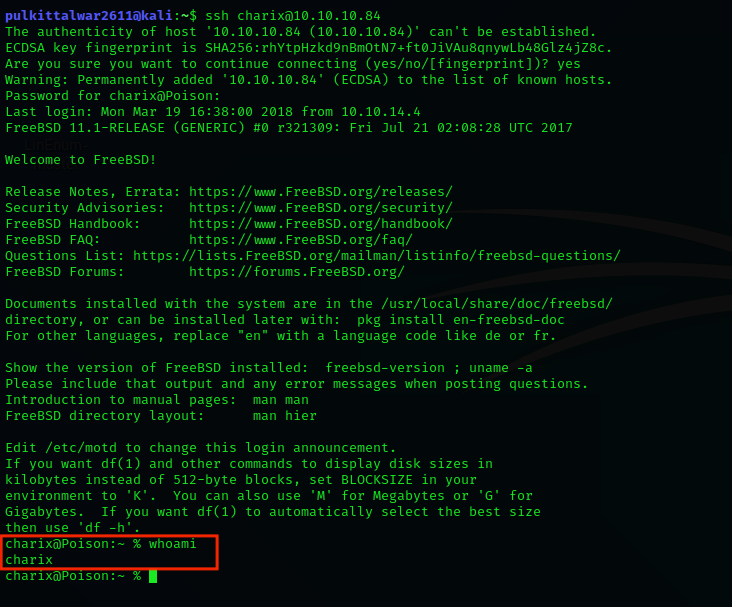 pulkittalwar2611@kali:~$ ssh charix@10.10.10.84
The authenticity of host '10.10.10.84 (10.10.10.84)' can't be established.
ECDSA key fingerprint is SHA256:rhYtpHzkd9nBmOtN7+ft0JiVAu8qnywLb48Glz4jZ8c.
Are you sure you want to continue connecting (yes/no/[fingerprint])? yes
Warning: Permanently added '10.10.10.84' (ECDSA) to the list of known hosts.
Password for charix@Poison:
Last login: Mon Mar 19 16:38:00 2018 from 10.10.14.4
FreeBSD 11.1-RELEASE (GENERIC) #0 r321309: Fri Jul 21 02:08:28 UTC 2017
Welcome to FreeBSD!
Release Notes, Errata: https://www.FreeBSD.org/releases/
Security Advisories:   https://www.FreeBSD.org/security/
FreeBSD Handbook:      https://www.FreeBSD.org/handbook/
FreeBSD FAQ:           https://www.FreeBSD.org/faq/
Questions List: https://lists.FreeBSD.org/mailman/listinfo/freebsd-questions/
FreeBSD Forums:        https://forums.FreeBSD.org/
Documents installed with the system are in the /usr/local/share/doc/freebsd/
directory, or can be installed later with:  pkg install en-freebsd-doc
For other languages, replace "en" with a language code like de or fr.
Show the version of FreeBSD installed:  freebsd-version ; uname -a
Please include that output and any error messages when posting questions.
Introduction to manual pages:  man man
FreeBSD directory layout:      man hier
Edit /etc/motd to change this login announcement.
If you want df(1) and other commands to display disk sizes in
kilobytes instead of 512-byte blocks, set BLOCKSIZE in your
environment to 'K'.  You can also use 'M' for Megabytes or 'G' for
Gigabytes.  If you want df(1) to automatically select the best size
then use 'df -h'.
charix@Poison:~ % whoami
charix
charix@Poison:~ %